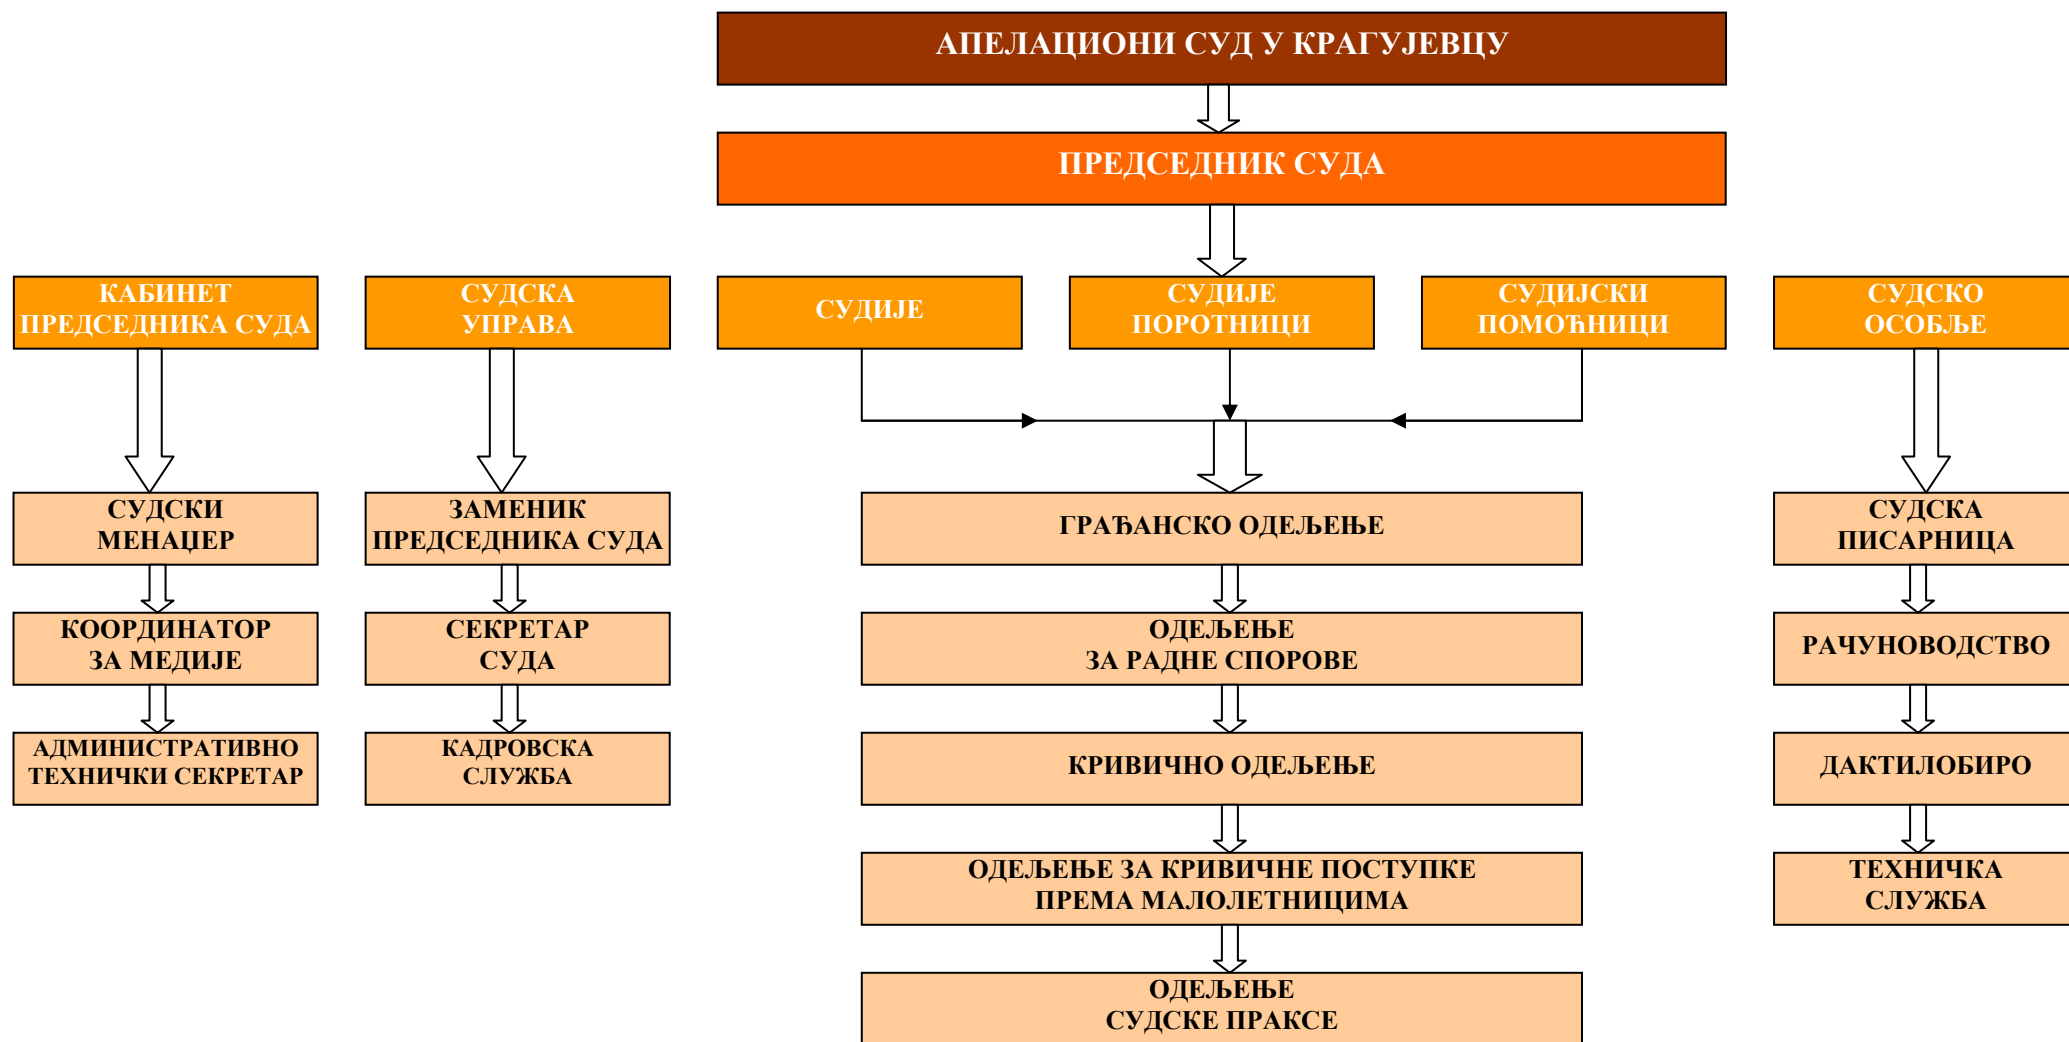 АПЕЛАЦИОНИ СУД У КРАГУЈЕВЦУ
ПРЕДСЕДНИК СУДА
КАБИНЕТ
ПРЕДСЕДНИКА СУДА
СУДСКА
УПРАВА
СУДИЈЕ
СУДИЈЕ
ПОРОТНИЦИ
СУДИЈСКИ
ПОМОЋНИЦИ
СУДСКО
ОСОБЉЕ
СУДСКИ
МЕНАЏЕР
ЗАМЕНИК
ПРЕДСЕДНИКА СУДА
ГРАЂАНСКО ОДЕЉЕЊЕ
СУДСКА
ПИСАРНИЦА
КООРДИНАТОР
ЗА МЕДИЈЕ
СЕКРЕТАР
СУДА
ОДЕЉЕЊЕ
ЗА РАДНЕ СПОРОВЕ
РАЧУНОВОДСТВО
АДМИНИСТРАТИВНО
ТЕХНИЧКИ СЕКРЕТАР
КАДРОВСКА
СЛУЖБА
КРИВИЧНО ОДЕЉЕЊЕ
ДАКТИЛОБИРО
ОДЕЉЕЊЕ ЗА КРИВИЧНЕ ПОСТУПКЕ
ПРЕМА МАЛОЛЕТНИЦИМА
ТЕХНИЧКА
СЛУЖБА
ОДЕЉЕЊЕ
СУДСКЕ ПРАКСЕ